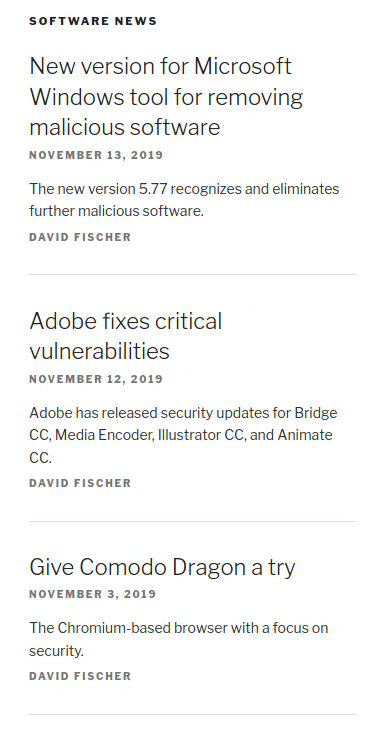 SOFTWARE NEWS
New version for Microsoft
Windows tool for removing
malicious software
NOVEMBER 13, 2019
The new version 5.77 recognizes and eliminates
further malicious software.
DAVID FISCHER
Adobe fixes critical
vulnerabilities
NOVEMBER 12, 2019
Adobe has released security updates for Bridge
CC, Media Encoder, Illustrator CC, and Animate
CC.
DAVID FISCHER
Give Comodo Dragon a try
NOVEMBER 3, 2019
The Chromium-based browser with a focus on
security.
DAVID FISCHER